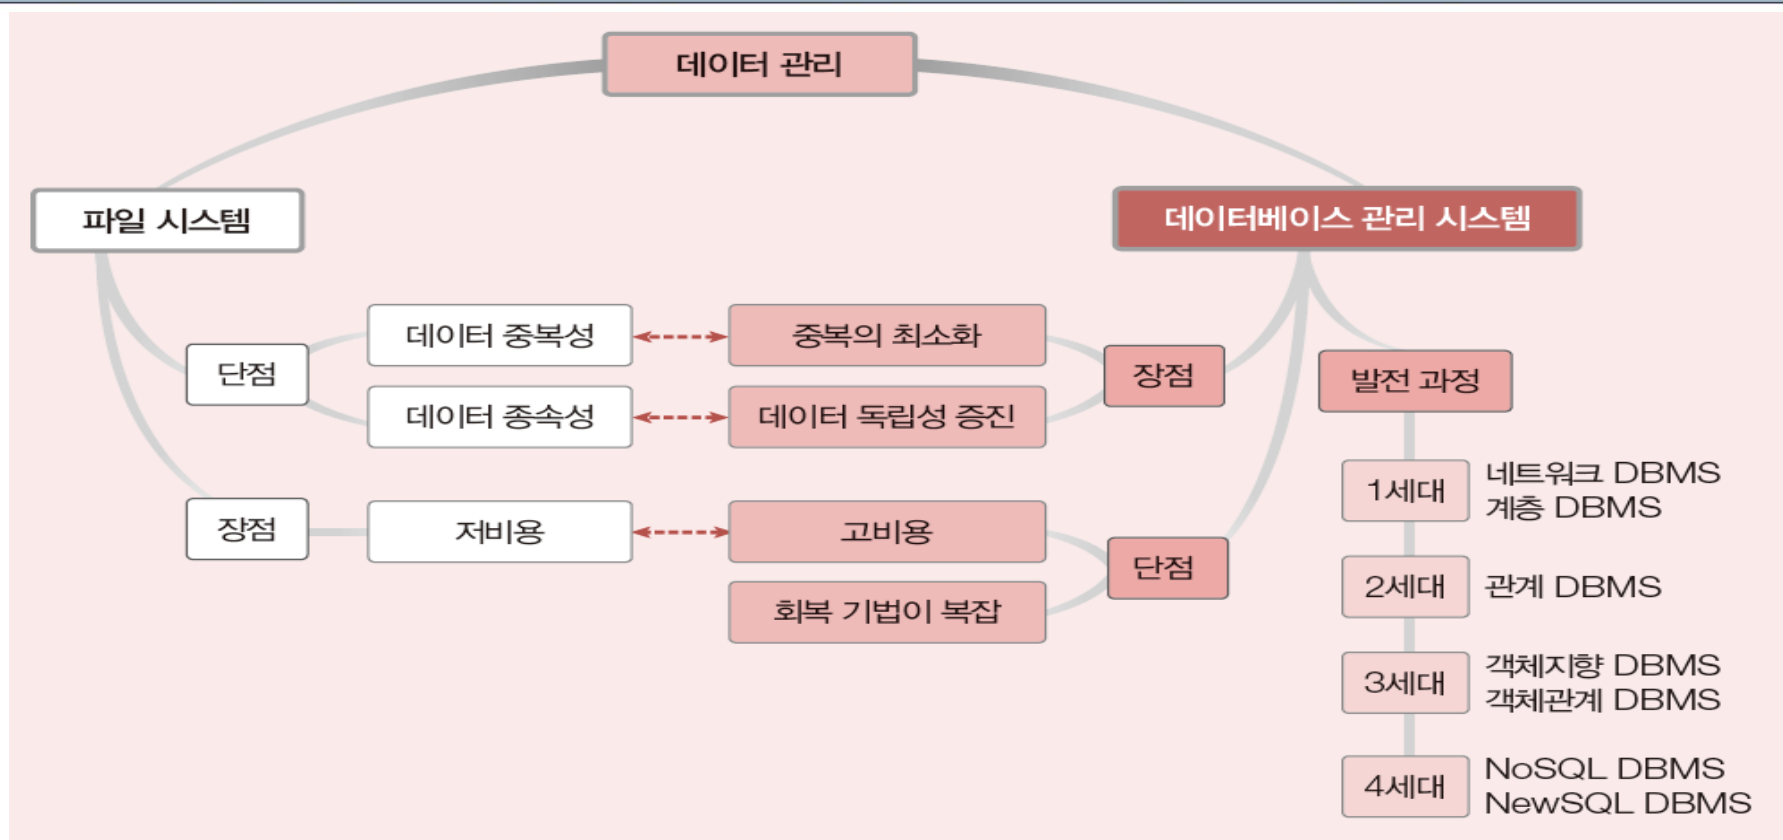 데이터 관리
파일 시스템
데이터베이스 관리 시스템
단점
데이터 중복성
중복의 최소화
장점
데이터 종속성
데이터 독립성 증진
발전 과정
장점
저비용
고비용
단점
회복 기법이 복잡
1세대
네트워크 DBMS
계층 DBMS
2세대
관계 DBMS
3세대
객체지향 DBMS
객체관계 DBMS
4세대
NoSQL DBMS
NewSQL DBMS